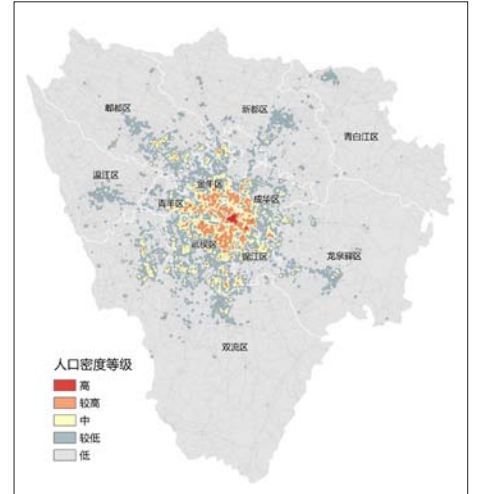 郫都区
新都区
青白江区
温江区
金牛区
成华区
青羊区
武侯区
锦江区
龙泉驿区
双流区
人口密度等级
高
较高
中
较低
低